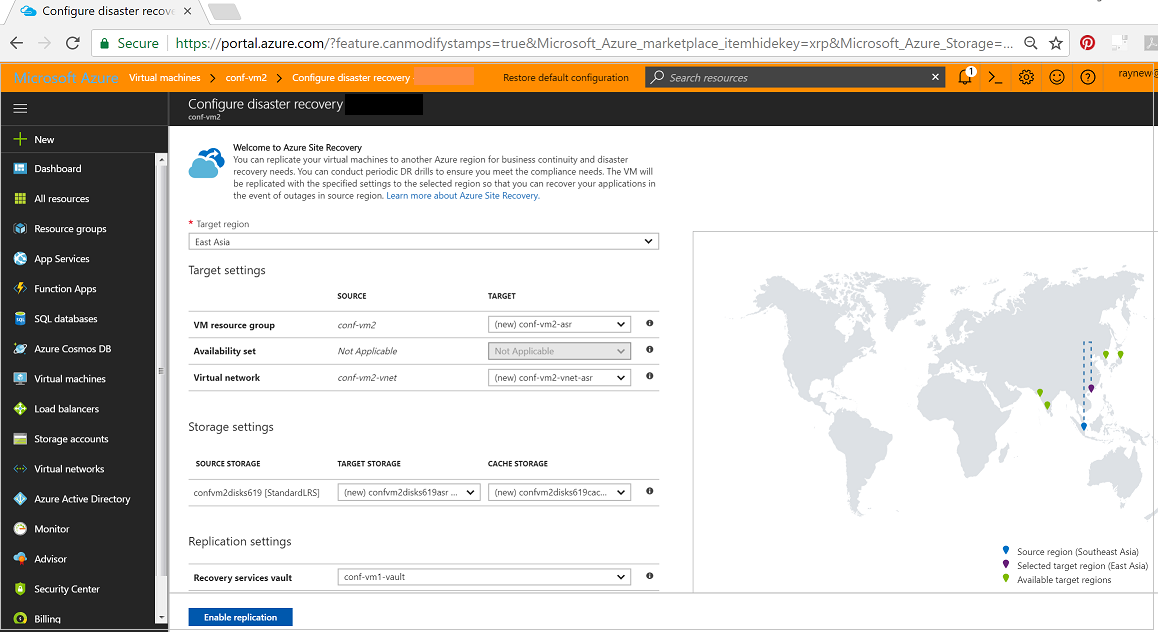 Configure disaster recove
Secure
https://portal.azure.com/?feature.canmodifystamps=true&Microsoft_Azure_marketplace_itemhidekey=xrp&Microsoft_Azure_Storage=...
Microsoft Azure Virtual machines > conf-vm2 > Configure disaster recovery
Restore default configuration
Search resources
1
raynew@
Configure disaster recovery
conf-vm2
New
Dashboard
All resources
Resource groups
App Services
Function Apps
SQL databases
Azure Cosmos DB
Virtual machines
Load balancers
Storage accounts
Virtual networks
Azure Active Directory
Monitor
Advisor
Security Center
Billing
Welcome to Azure Site Recovery
You can replicate your virtual machines to another Azure region for business continuity and disaster
recovery needs. You can conduct periodic DR drills to ensure you meet the compliance needs. The VM will
be replicated with the specified settings to the selected region so that you can recover your applications in
the event of outages in source region. Learn more about Azure Site Recovery.
* Target region
East Asia
Target settings
SOURCE TARGET
VM resource group conf-vm2 (new) conf-vm2-asr
Availability set Not Applicable Not Applicable
Virtual network conf-vm2-vnet (new) conf-vm2-vnet-asr
Storage settings
SOURCE STORAGE TARGET STORAGE CACHE STORAGE
confvm2disks619 [StandardLRS] (new) confvm2disks619asr ... (new) confvm2disks619cac...
Replication settings
Recovery services vault conf-vm1-vault
Enable replication
Source region (Southeast Asia)
Selected target region (East Asia)
Available target regions